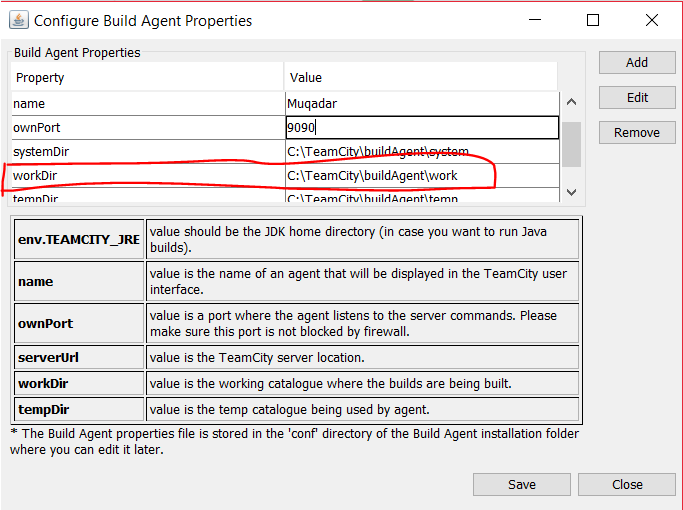 Configure Build Agent Properties
Build Agent Properties
Property Value
name Muqadar
ownPort 9090
systemDir C:\TeamCity\buildAgent\system
workDir C:\TeamCity\buildAgent\work
tempDir C:\TeamCity\buildAgent\temp
Add
Edit
Remove
env.TEAMCITY_JRE value should be the JDK home directory (in case you want to run Java
builds).
name value is the name of an agent that will be displayed in the TeamCity user
interface.
ownPort value is a port where the agent listens to the server commands. Please
make sure this port is not blocked by firewall.
serverUrl value is the TeamCity server location.
workDir value is the working catalogue where the builds are being built.
tempDir value is the temp catalogue being used by agent.
* The Build Agent properties file is stored in the 'conf' directory of the Build Agent installation folder
where you can edit it later.
Save Close